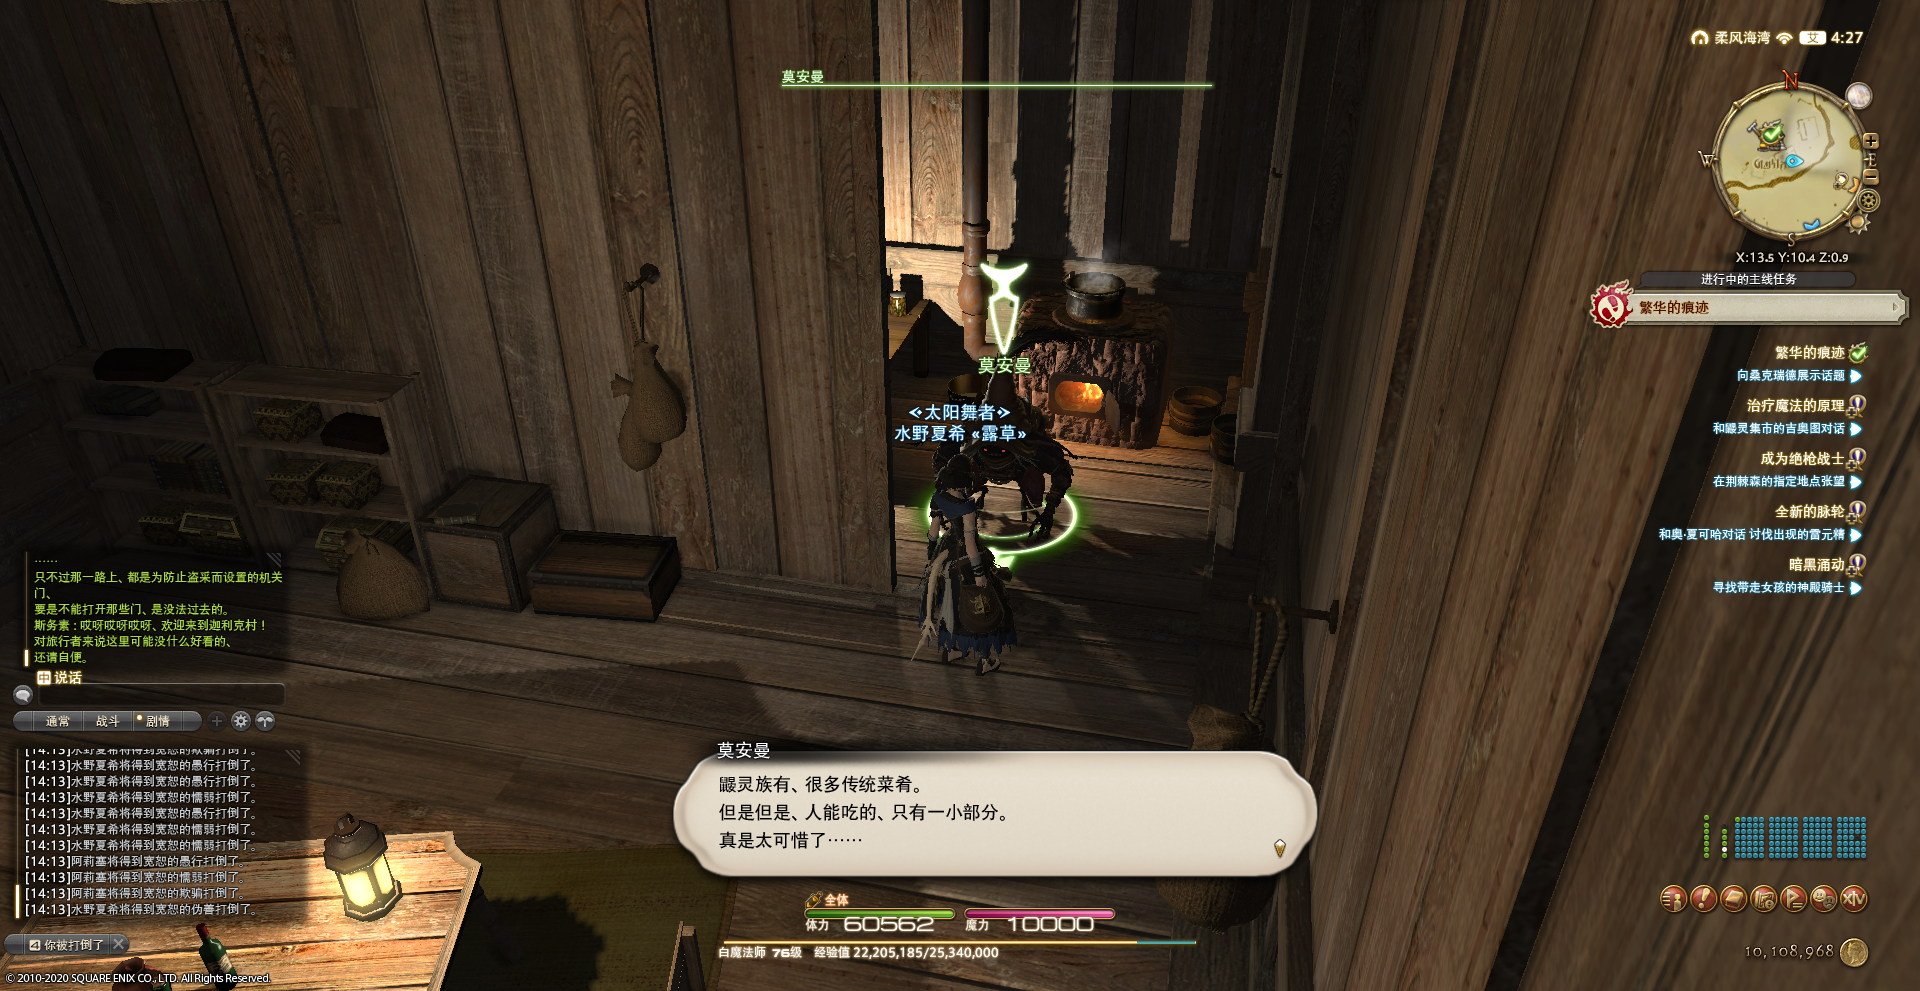 柔风海湾 艾 4:27
莫安曼
N
W
E
S
X:13.5 Y:10.4 Z:0.9
进行中的主线任务
繁华的痕迹
繁华的痕迹
向桑克瑞德展示话题
治疗魔法的原理
和鼹灵集市的吉奥图对话
成为绝枪战士
在荆棘森的指定地点张望
全新的脉轮
和奥·夏可哈对话 讨伐出现的雷元精
暗黑涌动
寻找带走女孩的神殿骑士
莫安曼
太阳舞者
水野夏希 «露草»
……
只不过那一路上、都是为防止盗采而设置的机关
门、
要是不能打开那些门、是没法过去的。
斯务素：哎呀哎呀哎呀、欢迎来到迦利克村！
对旅行者来说这里可能没什么好看的、
还请自便。
说话
通常 战斗 剧情
[14:13]水野夏希将得到宽恕的欺骗打倒了。
[14:13]水野夏希将得到宽恕的愚行打倒了。
[14:13]水野夏希将得到宽恕的愚行打倒了。
[14:13]水野夏希将得到宽恕的懦弱打倒了。
[14:13]水野夏希将得到宽恕的愚行打倒了。
[14:13]水野夏希将得到宽恕的懦弱打倒了。
[14:13]水野夏希将得到宽恕的懦弱打倒了。
[14:13]阿莉塞将得到宽恕的愚行打倒了。
[14:13]阿莉塞将得到宽恕的懦弱打倒了。
[14:13]阿莉塞将得到宽恕的欺骗打倒了。
[14:13]水野夏希将得到宽恕的伪善打倒了。
4 你被打倒了
莫安曼
鼹灵族有、很多传统菜肴。
但是但是、人能吃的、只有一小部分。
真是太可惜了……
全体
体力 60562 魔力 10000
白魔法师 76级 经验值 22,205,185/25,340,000
XIV
10,108,968
© 2010-2020 SQUARE ENIX CO., LTD. All Rights Reserved.